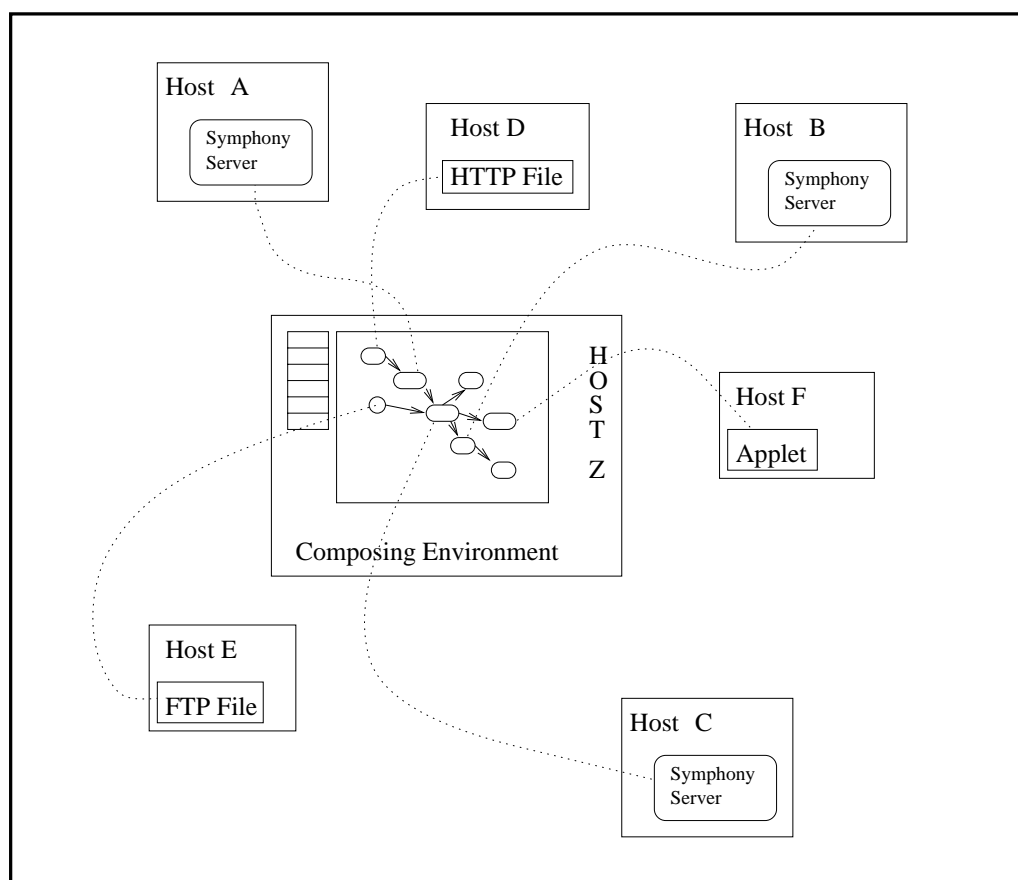 Host A
Symphony
Server
Host D
HTTP File
Host B
Symphony
Server
HOST Z
Composing Environment
Host F
Applet
Host E
FTP File
Host C
Symphony
Server